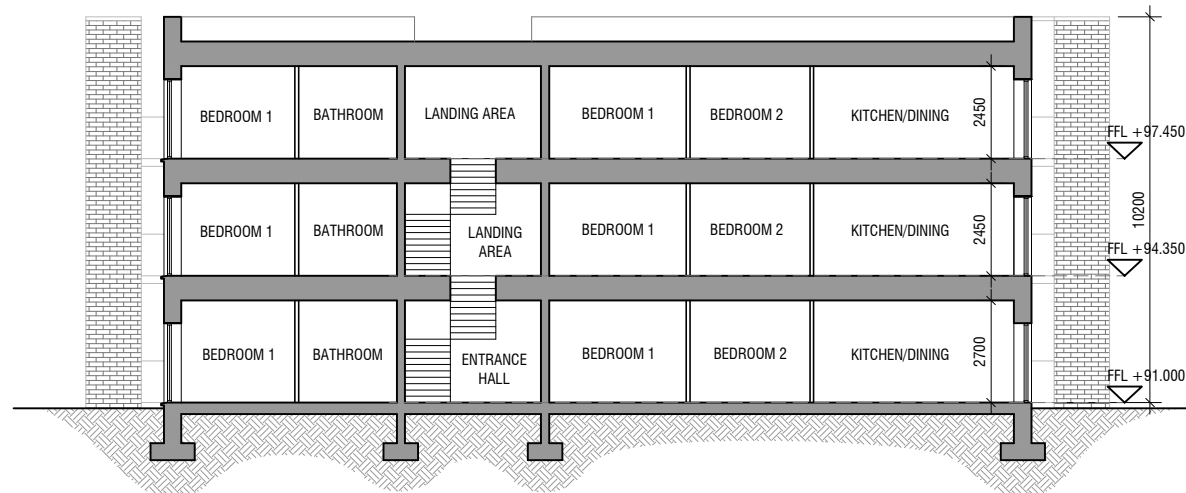 BEDROOM 1
BATHROOM
LANDING AREA
BEDROOM 1
BEDROOM 2
KITCHEN/DINING
2450
FFL +97.450
10200
BEDROOM 1
BATHROOM
LANDING
AREA
BEDROOM 1
BEDROOM 2
KITCHEN/DINING
2450
FFL +94.350
BEDROOM 1
BATHROOM
ENTRANCE
HALL
BEDROOM 1
BEDROOM 2
KITCHEN/DINING
2700
FFL +91.000